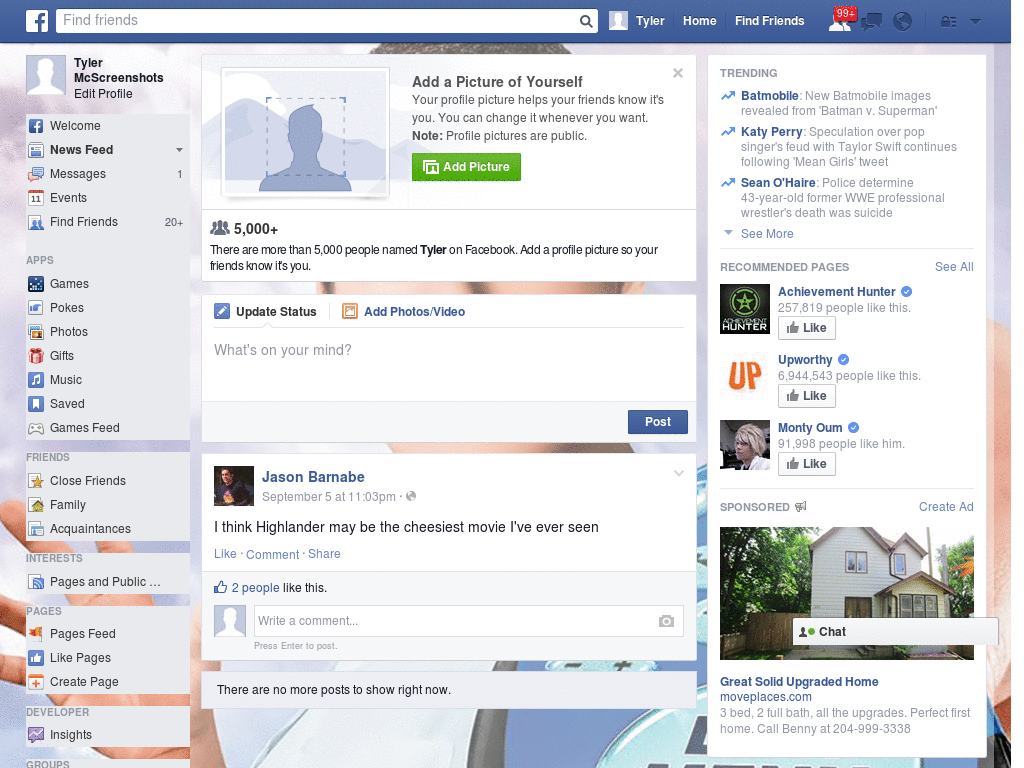 Find friends
Tyler
Home
Find Friends
99+
Tyler
McScreenshots
Edit Profile
Welcome
News Feed
Messages 1
Events
Find Friends 20+
APPS
Games
Pokes
Photos
Gifts
Music
Saved
Games Feed
FRIENDS
Close Friends
Family
Acquaintances
INTERESTS
Pages and Public ...
PAGES
Pages Feed
Like Pages
Create Page
DEVELOPER
Insights
GROUPS
Add a Picture of Yourself
Your profile picture helps your friends know it's
you. You can change it whenever you want.
Note: Profile pictures are public.
Add Picture
5,000+
There are more than 5,000 people named Tyler on Facebook. Add a profile picture so your
friends know it's you.
Update Status
Add Photos/Video
What's on your mind?
Post
Jason Barnabe
September 5 at 11:03pm ·
I think Highlander may be the cheesiest movie I've ever seen
Like · Comment · Share
2 people like this.
Write a comment...
Press Enter to post.
There are no more posts to show right now.
TRENDING
Batmobile: New Batmobile images
revealed from 'Batman v. Superman'
Katy Perry: Speculation over pop
singer's feud with Taylor Swift continues
following 'Mean Girls' tweet
Sean O'Haire: Police determine
43-year-old former WWE professional
wrestler's death was suicide
See More
RECOMMENDED PAGES See All
ACHIEVEMENT
HUNTER
Achievement Hunter
257,819 people like this.
Like
UP
Upworthy
6,944,543 people like this.
Like
Monty Oum
91,998 people like him.
Like
SPONSORED Create Ad
Chat
Great Solid Upgraded Home
moveplaces.com
3 bed, 2 full bath, all the upgrades. Perfect first
home. Call Benny at 204-999-3338